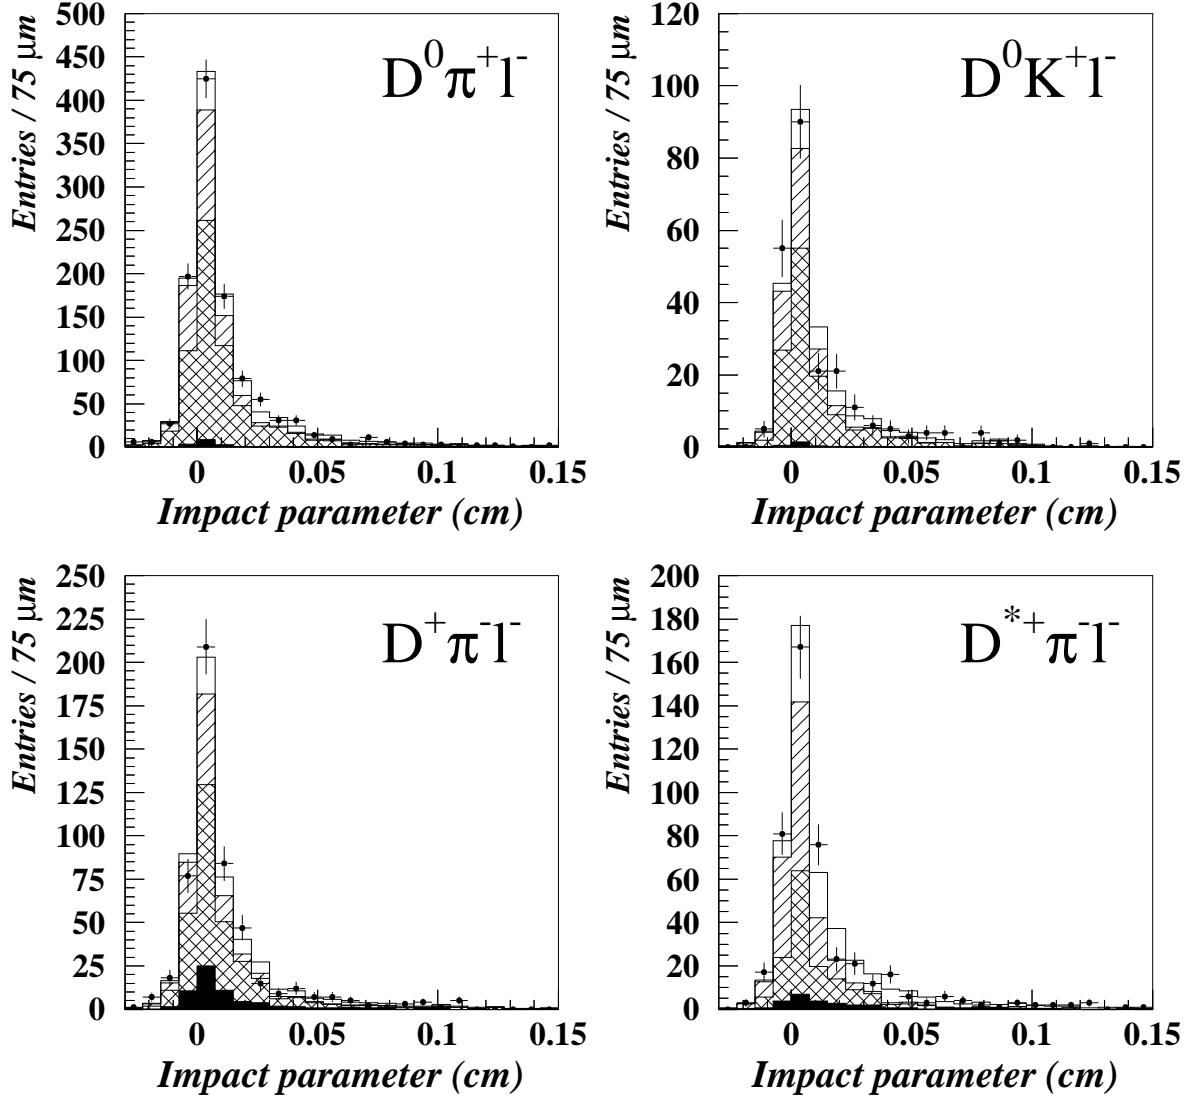 Entries / 75 μm
500
450
400
350
300
250
200
150
100
50
0
D⁰π⁺l⁻
0 0.05 0.1 0.15
Impact parameter (cm)
Entries / 75 μm
120
100
80
60
40
20
0
D⁰K⁺l⁻
0 0.05 0.1 0.15
Impact parameter (cm)
Entries / 75 μm
250
225
200
175
150
125
100
75
50
25
0
D⁺π⁻l⁻
0 0.05 0.1 0.15
Impact parameter (cm)
Entries / 75 μm
200
180
160
140
120
100
80
60
40
20
0
D*⁺π⁻l⁻
0 0.05 0.1 0.15
Impact parameter (cm)